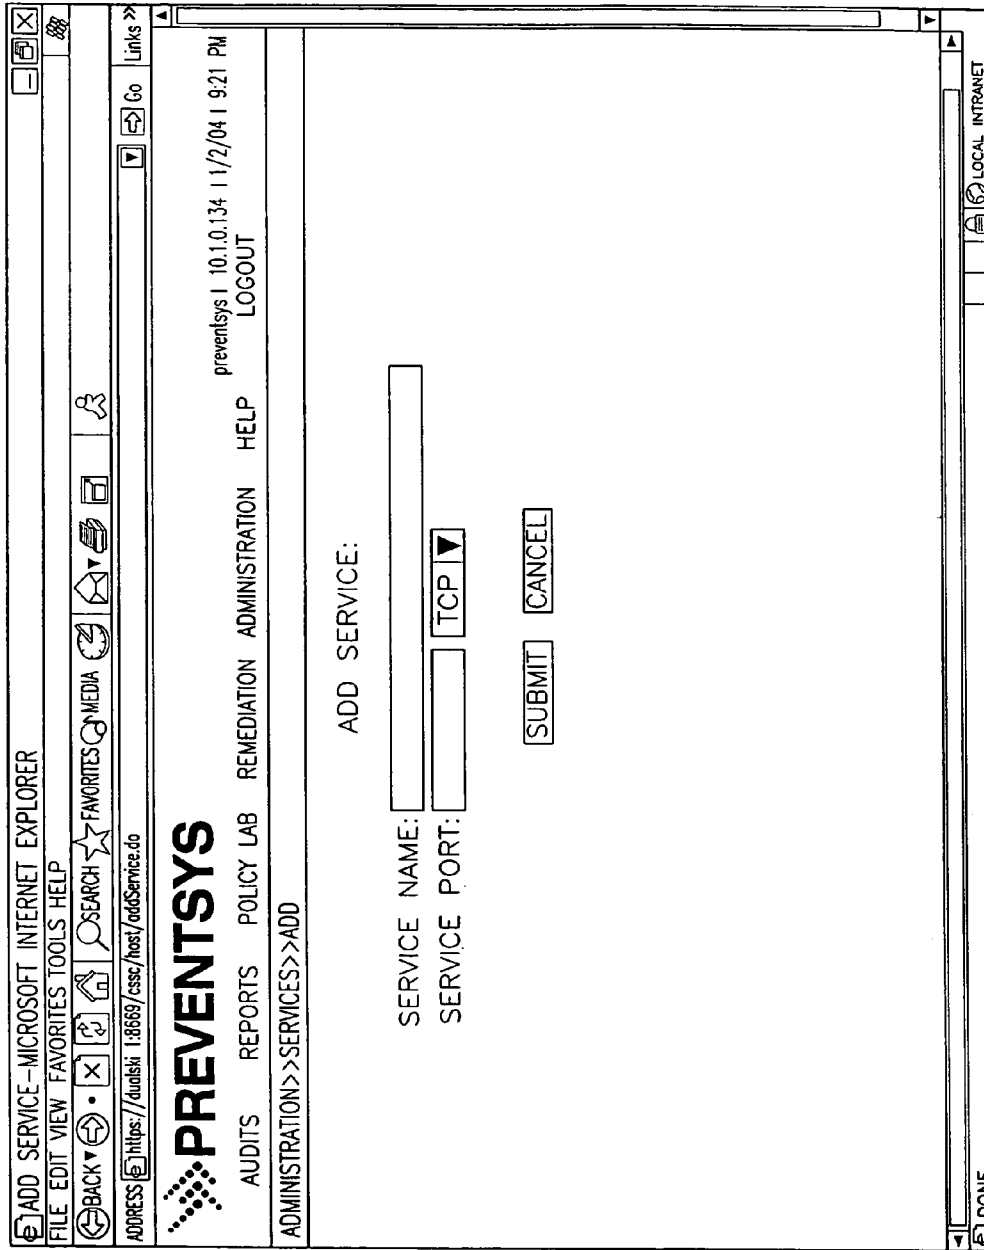 ADD SERVICE-MICROSOFT INTERNET EXPLORER
FILE EDIT VIEW FAVORITES TOOLS HELP
BACK SEARCH FAVORITES MEDIA
ADDRESS https://dualski 1:8669/cssc/host/addService.do Go Links >>
PREVENTSYS
preventsys | 10.1.0.134 | 1/2/04 | 9:21 PM
AUDITS REPORTS POLICY LAB REMEDIATION ADMINISTRATION HELP LOGOUT
ADMINISTRATION>>SERVICES>>ADD
ADD SERVICE:
SERVICE NAME:
SERVICE PORT: TCP
SUBMIT CANCEL
DONE LOCAL INTRANET